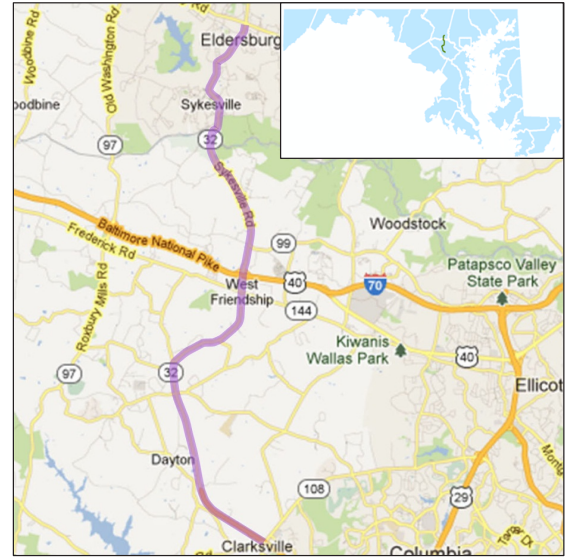 Woodbine Rd
Old Washington Rd
Eldersburg
oodbine
Sykesville
97
32
Sykesville Rd
99
Woodstock
Baltimore National Pike
Frederick Rd
Patapsco Valley
State Park
West
Friendship
40
70
144
Roxbury Mills Rd
Kiwanis
Wallas Park
40
97
32
Ellicot
Dayton
108
29
Clarksville
Columbia